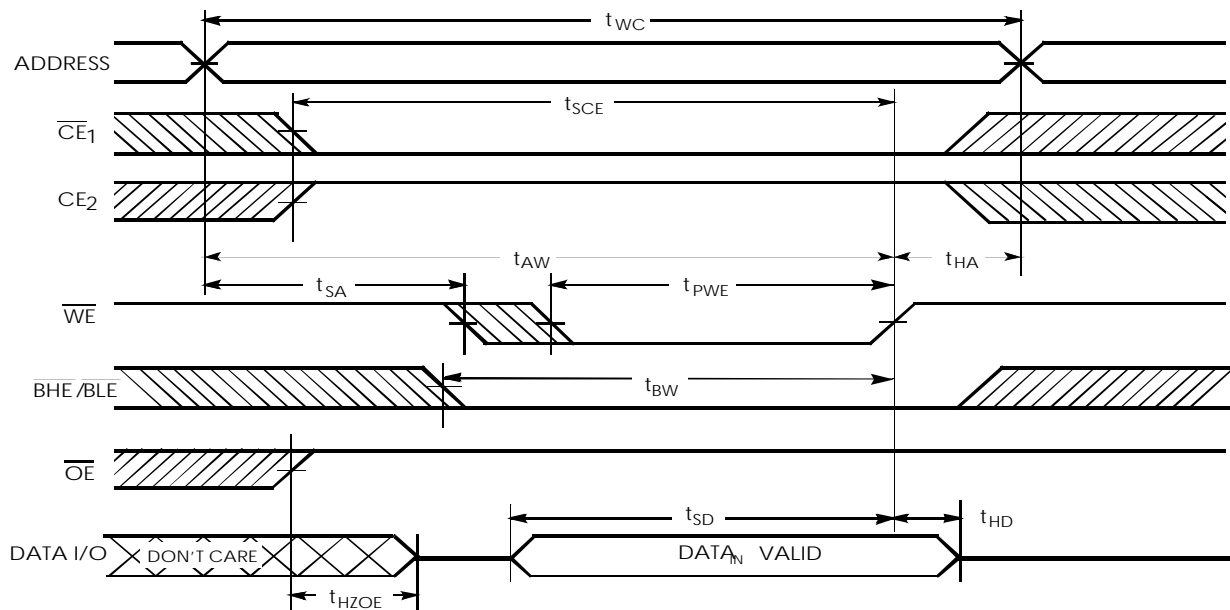 tWC
ADDRESS
tSCE
CE1
CE2
tAW
tHA
tSA
tPWE
WE
BHE/BLE
tBW
OE
tSD
tHD
DATA I/O
DON'T CARE
DATAIN VALID
tHZOE